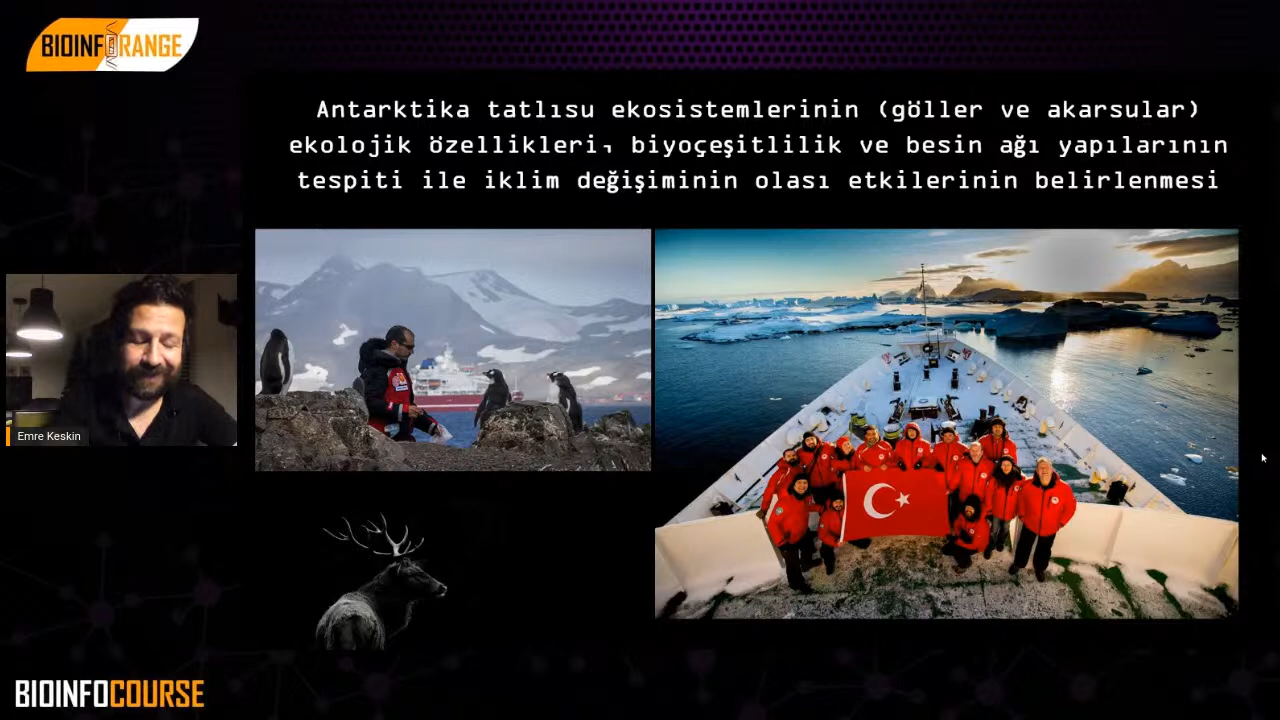 BIOINFORANGE
Antarktika tatlısu ekosistemlerinin (göller ve akarsular)
ekolojik özellikleri, biyoçeşitlilik ve besin ağı yapılarının
tespiti ile iklim değişiminin olası etkilerinin belirlenmesi
Emre Keskin
BIOINFOCOURSE